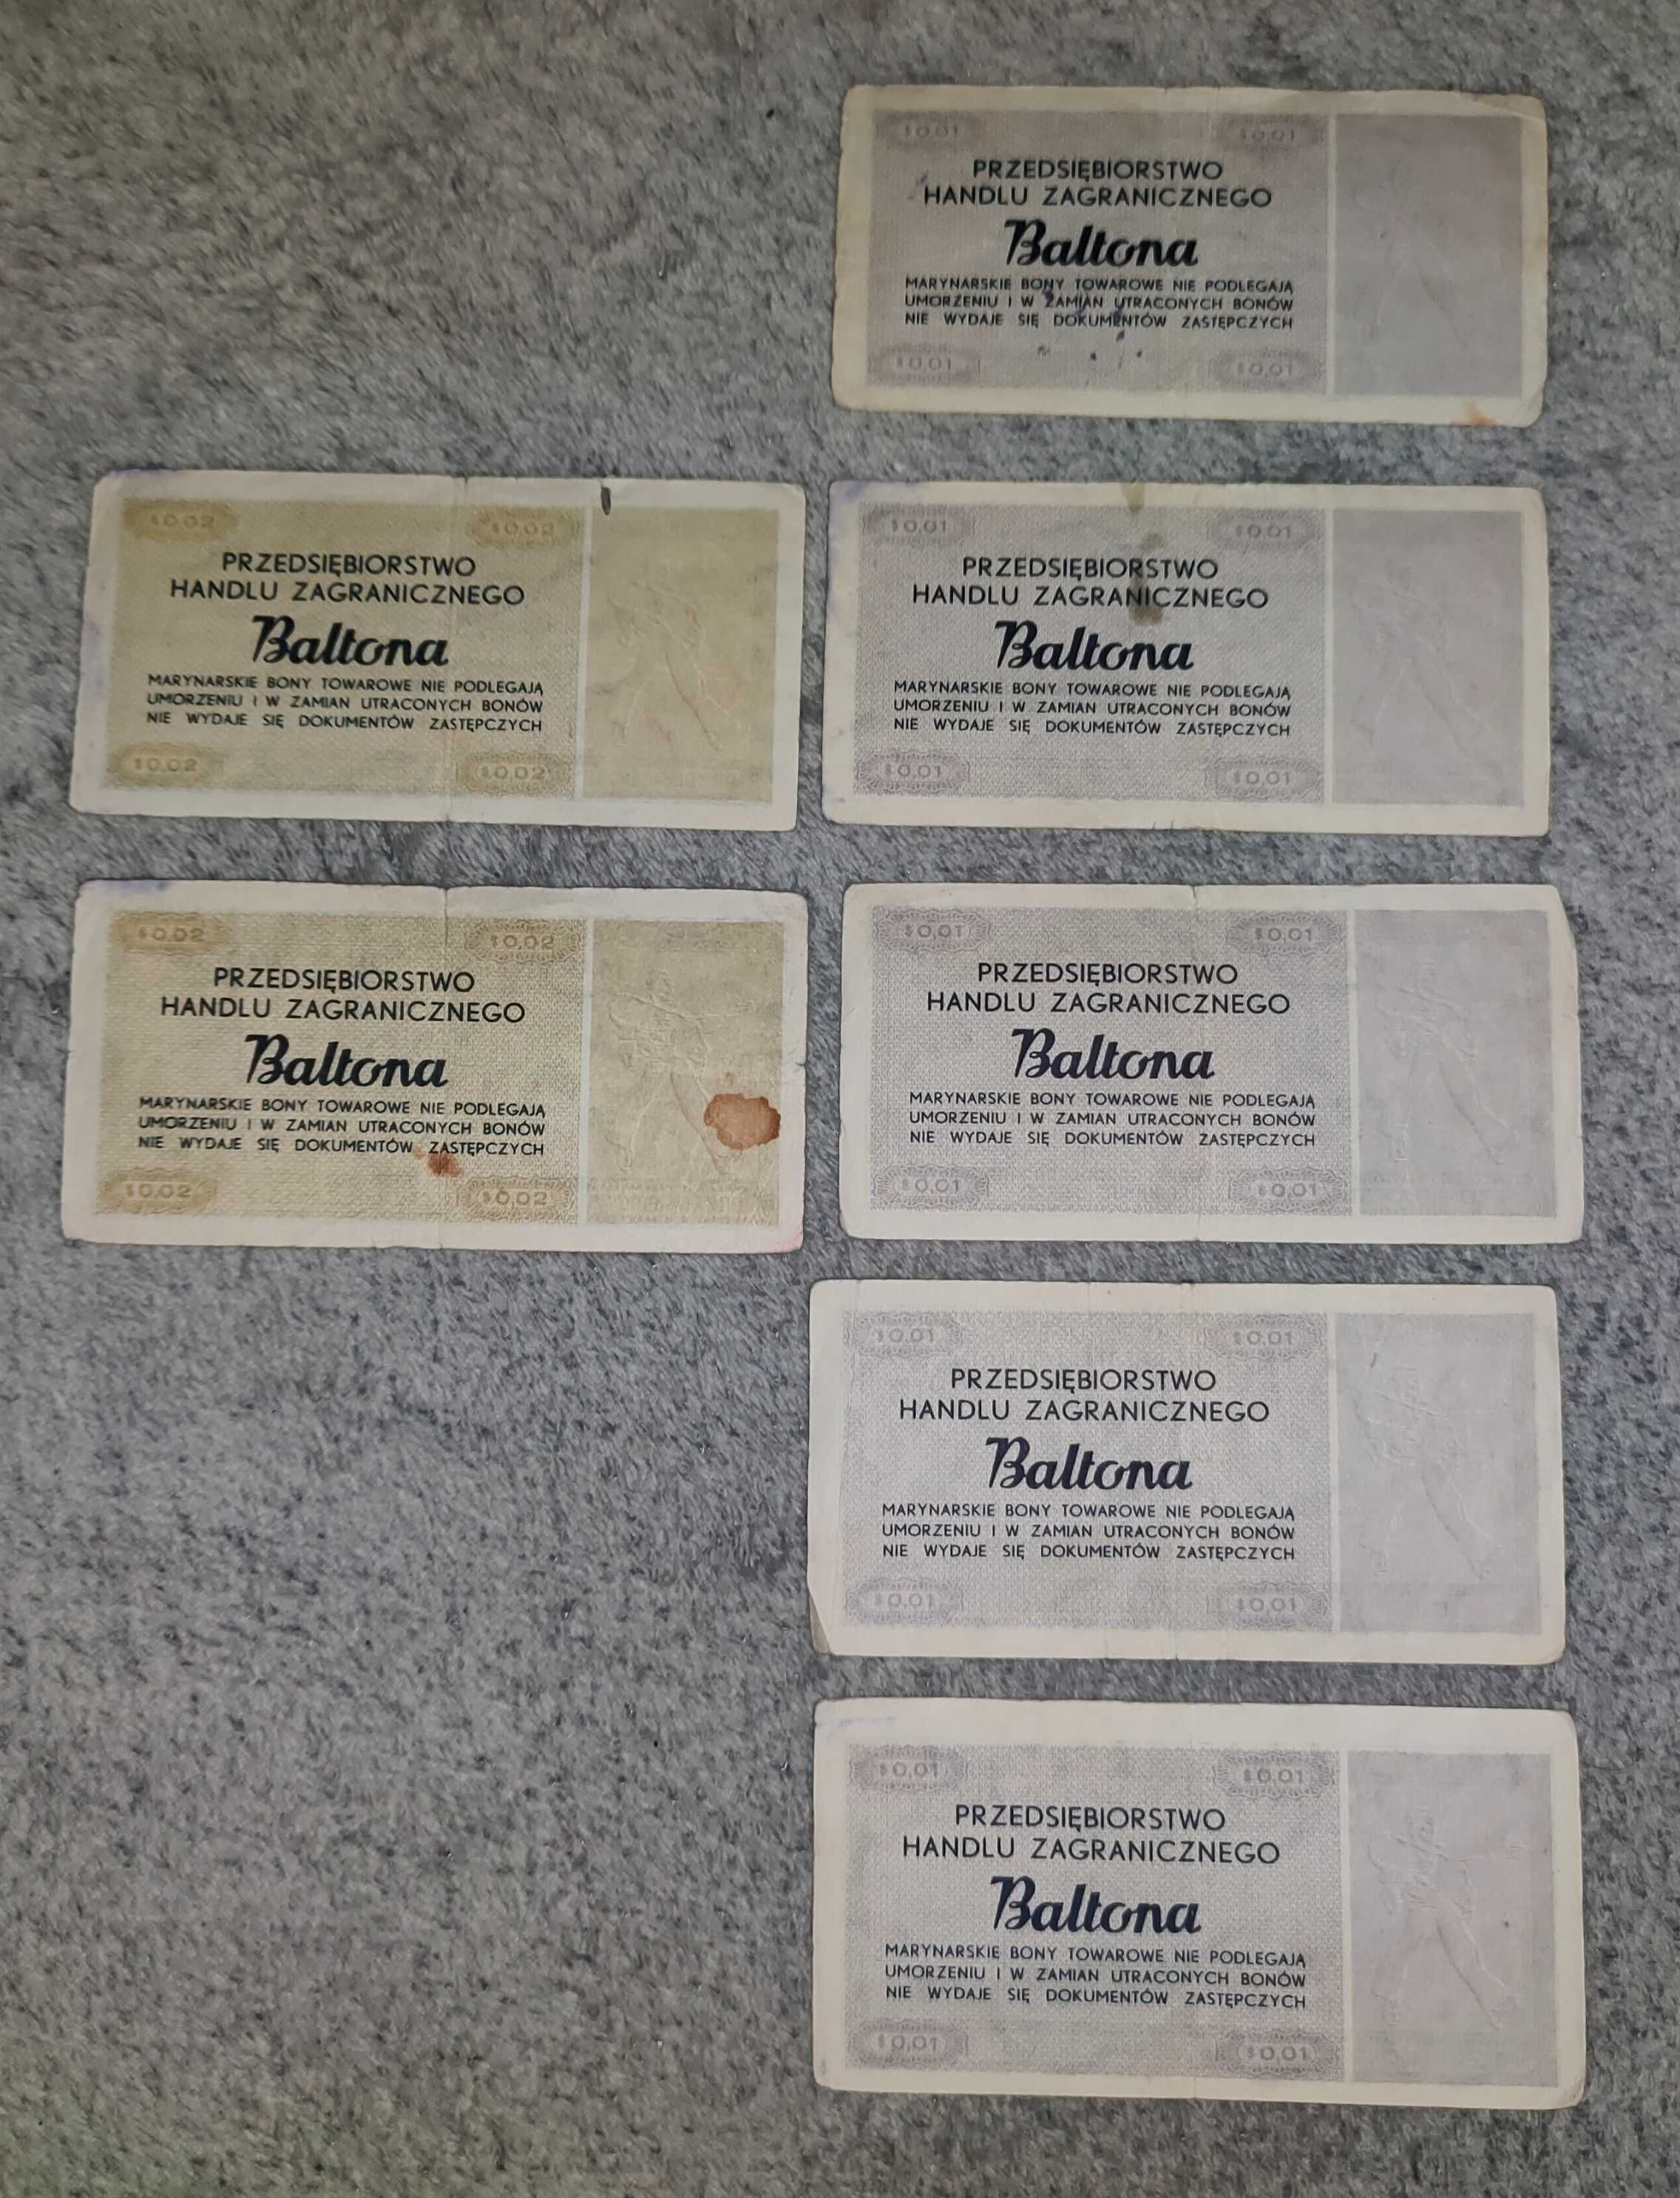 $0.01 $0.01
PRZEDSIĘBIORSTWO
HANDLU ZAGRANICZNEGO
Baltona
MARYNARSKIE BONY TOWAROWE NIE PODLEGAJĄ
UMORZENIU I W ZAMIAN UTRACONYCH BONÓW
NIE WYDAJE SIĘ DOKUMENTÓW ZASTĘPCZYCH
$0.01 $0.01
$0.02 $0.02
PRZEDSIĘBIORSTWO
HANDLU ZAGRANICZNEGO
Baltona
MARYNARSKIE BONY TOWAROWE NIE PODLEGAJĄ
UMORZENIU I W ZAMIAN UTRACONYCH BONÓW
NIE WYDAJE SIĘ DOKUMENTÓW ZASTĘPCZYCH
$0.02 $0.02
$0.01 $0.01
PRZEDSIĘBIORSTWO
HANDLU ZAGRANICZNEGO
Baltona
MARYNARSKIE BONY TOWAROWE NIE PODLEGAJĄ
UMORZENIU I W ZAMIAN UTRACONYCH BONÓW
NIE WYDAJE SIĘ DOKUMENTÓW ZASTĘPCZYCH
$0.01 $0.01
$0.02 $0.02
PRZEDSIĘBIORSTWO
HANDLU ZAGRANICZNEGO
Baltona
MARYNARSKIE BONY TOWAROWE NIE PODLEGAJĄ
UMORZENIU I W ZAMIAN UTRACONYCH BONÓW
NIE WYDAJE SIĘ DOKUMENTÓW ZASTĘPCZYCH
$0.02 $0.02
$0.01 $0.01
PRZEDSIĘBIORSTWO
HANDLU ZAGRANICZNEGO
Baltona
MARYNARSKIE BONY TOWAROWE NIE PODLEGAJĄ
UMORZENIU I W ZAMIAN UTRACONYCH BONÓW
NIE WYDAJE SIĘ DOKUMENTÓW ZASTĘPCZYCH
$0.01 $0.01
$0.01 $0.01
PRZEDSIĘBIORSTWO
HANDLU ZAGRANICZNEGO
Baltona
MARYNARSKIE BONY TOWAROWE NIE PODLEGAJĄ
UMORZENIU I W ZAMIAN UTRACONYCH BONÓW
NIE WYDAJE SIĘ DOKUMENTÓW ZASTĘPCZYCH
$0.01 $0.01
$0.01 $0.01
PRZEDSIĘBIORSTWO
HANDLU ZAGRANICZNEGO
Baltona
MARYNARSKIE BONY TOWAROWE NIE PODLEGAJĄ
UMORZENIU I W ZAMIAN UTRACONYCH BONÓW
NIE WYDAJE SIĘ DOKUMENTÓW ZASTĘPCZYCH
$0.01 $0.01